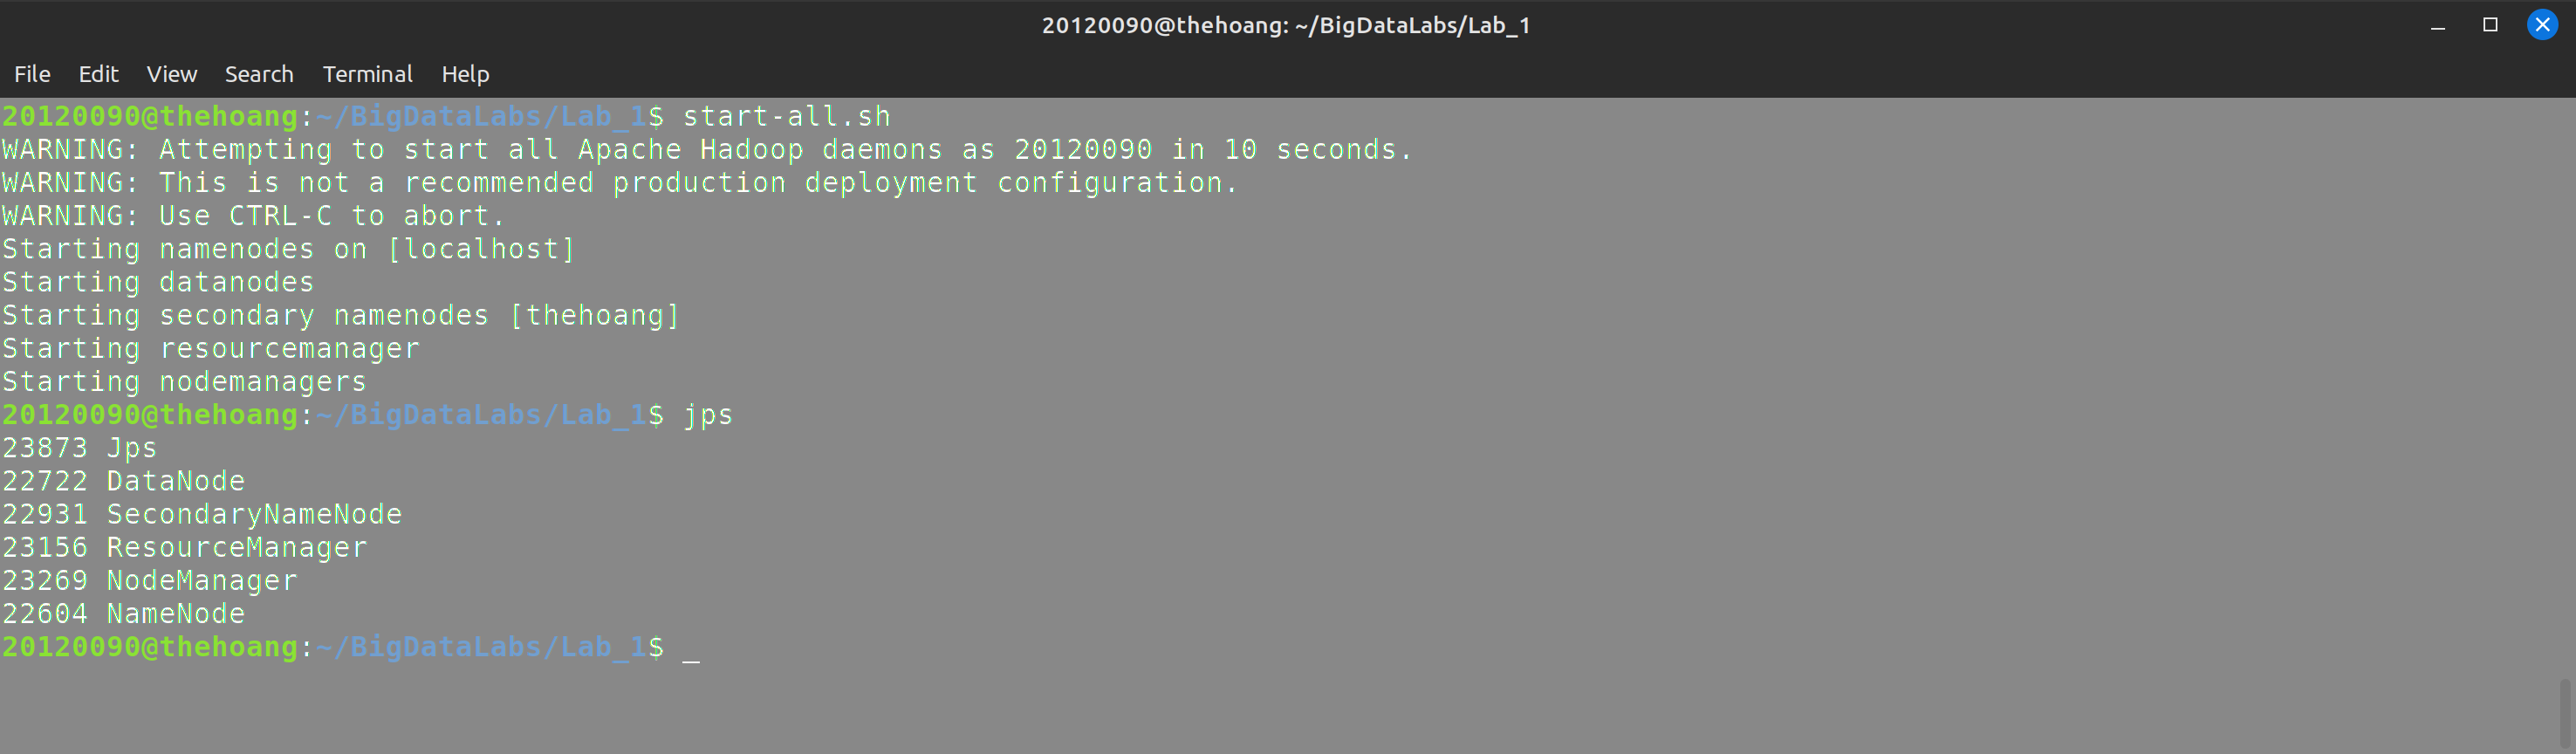 20120090@thehoang: ~/BigDataLabs/Lab_1
File Edit View Search Terminal Help
20120090@thehoang:~/BigDataLabs/Lab_1$ start-all.sh
WARNING: Attempting to start all Apache Hadoop daemons as 20120090 in 10 seconds.
WARNING: This is not a recommended production deployment configuration.
WARNING: Use CTRL-C to abort.
Starting namenodes on [localhost]
Starting datanodes
Starting secondary namenodes [thehoang]
Starting resourcemanager
Starting nodemanagers
20120090@thehoang:~/BigDataLabs/Lab_1$ jps
23873 Jps
22722 DataNode
22931 SecondaryNameNode
23156 ResourceManager
23269 NodeManager
22604 NameNode
20120090@thehoang:~/BigDataLabs/Lab_1$ _